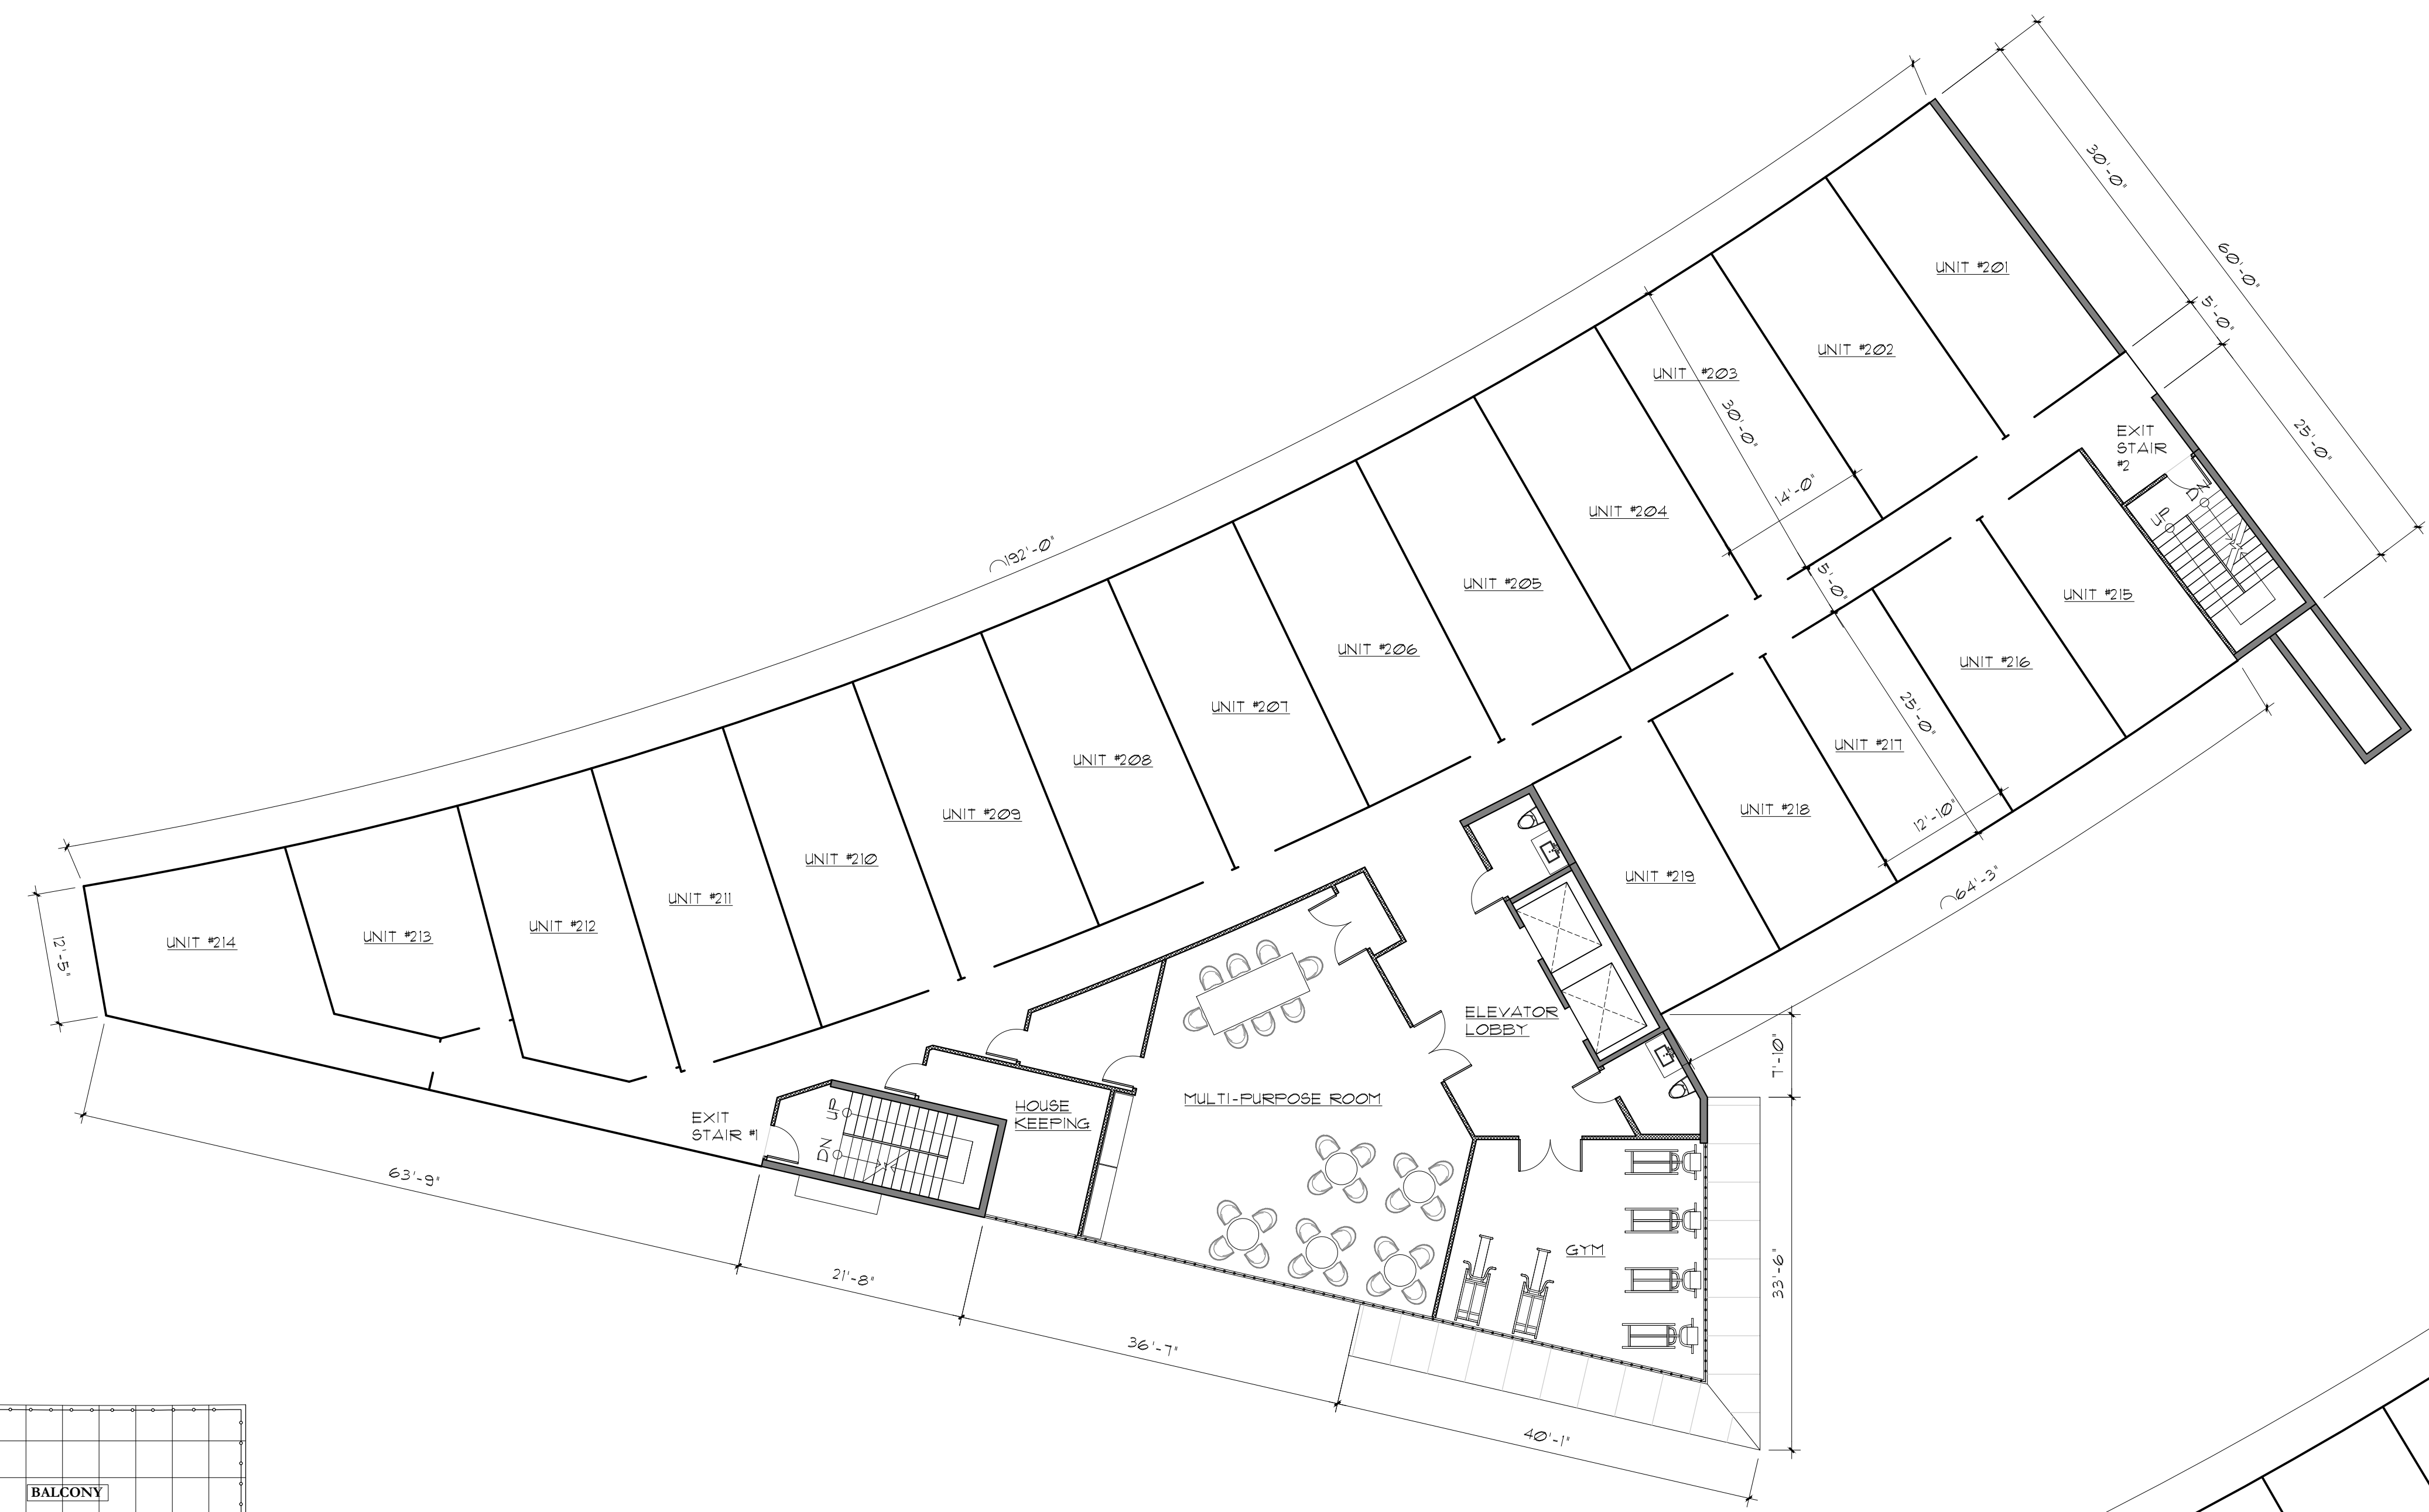 30'-0"
60'-0"
UNIT #201
5'-0"
UNIT #202
UNIT #203
30'-0"
25'-0"
EXIT
STAIR
#2
14'-0"
DN
UP
UNIT #204
192'-0"
5'-0"
UNIT #205
UNIT #215
UNIT #206
UNIT #216
UNIT #207
25'-0"
UNIT #217
UNIT #208
UNIT #209
UNIT #218
12'-10"
UNIT #210
UNIT #219
64'-3"
UNIT #211
UNIT #212
UNIT #213
UNIT #214
12'-5"
ELEVATOR
LOBBY
7'-10"
MULTI-PURPOSE ROOM
HOUSE
KEEPING
EXIT
STAIR #1
UP
DN
63'-9"
21'-8"
GYM
33'-6"
36'-7"
40'-1"
BALCONY